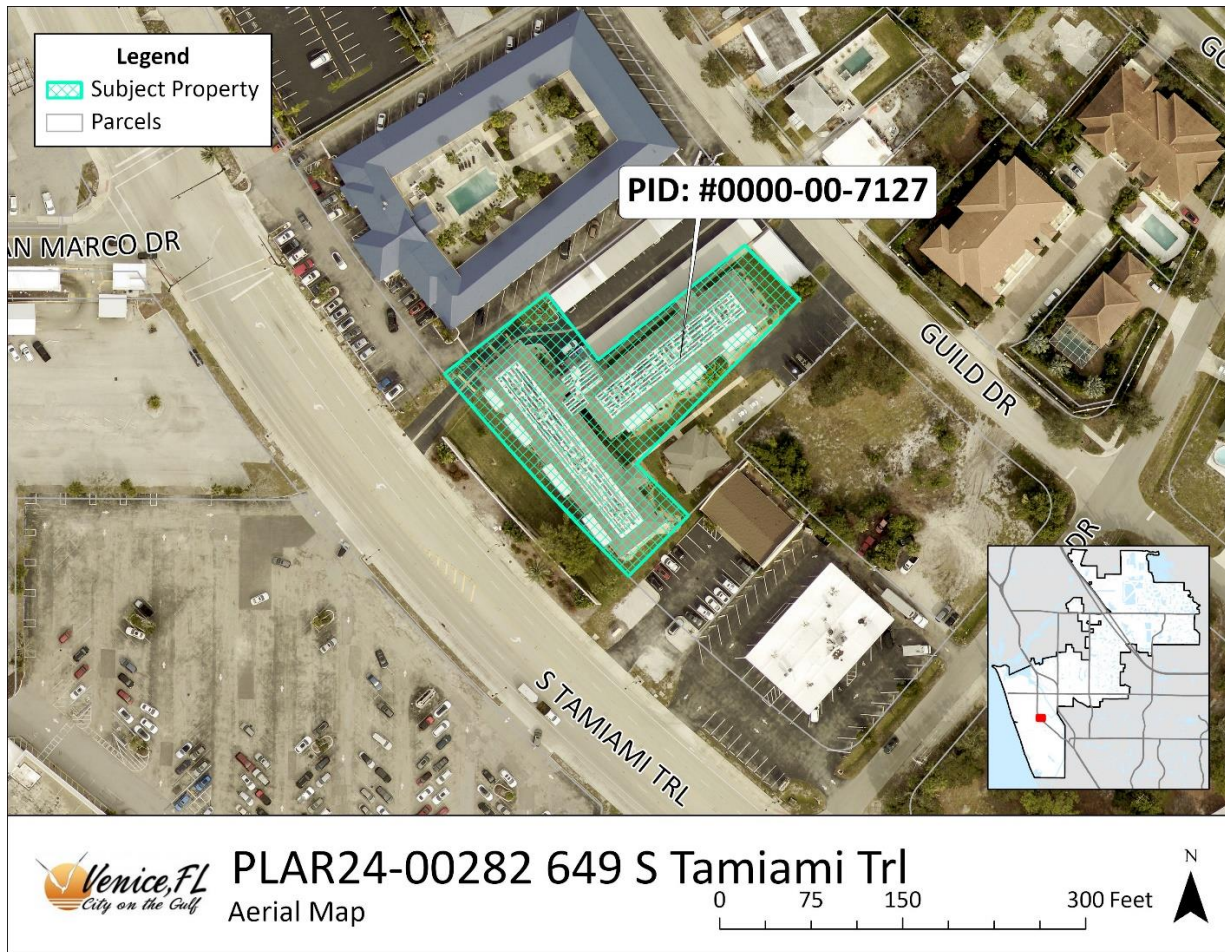 Legend
Subject Property
Parcels
PID: #0000-00-7127
AN MARCO DR
GUILD DR
DR
S TAMIAMI TRL
Venice, FL
City on the Gulf
PLAR24-00282 649 S Tamiami Trl
Aerial Map
0 75 150 300 Feet
N